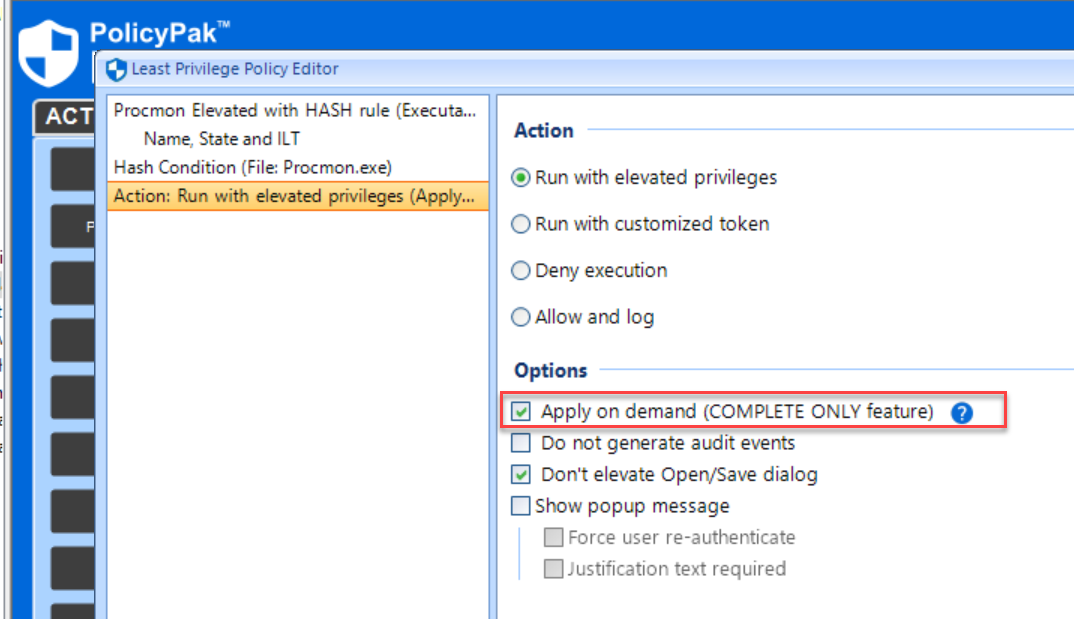 PolicyPak™
Least Privilege Policy Editor
ACT
Procmon Elevated with HASH rule (Executa...
Name, State and ILT
Hash Condition (File: Procmon.exe)
Action: Run with elevated privileges (Apply...
Action
Run with elevated privileges
Run with customized token
Deny execution
Allow and log
Options
Apply on demand (COMPLETE ONLY feature) ?
Do not generate audit events
Don't elevate Open/Save dialog
Show popup message
Force user re-authenticate
Justification text required